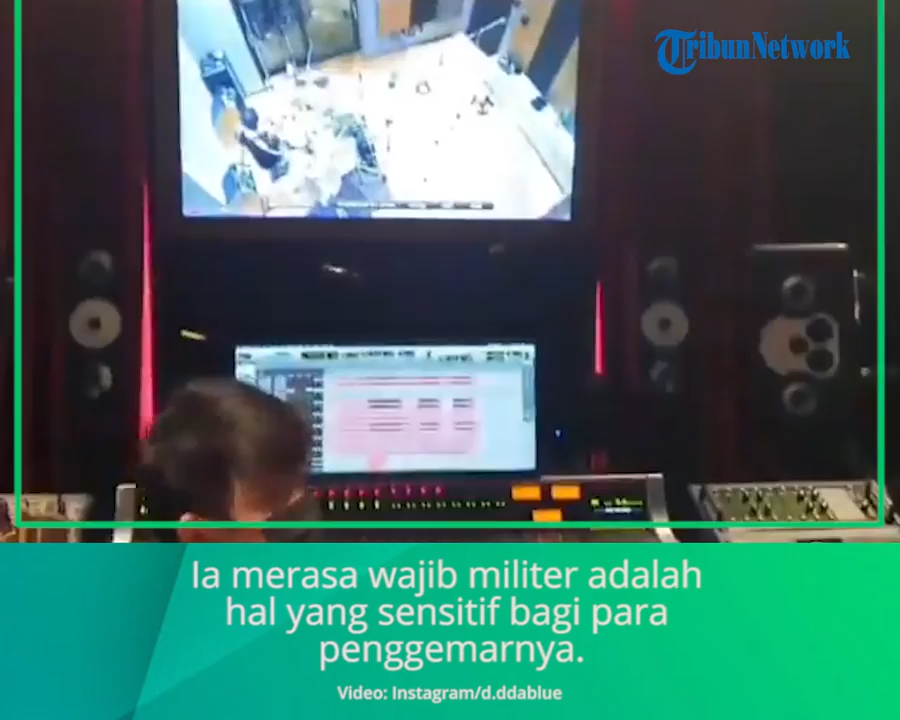 TribunNetwork
Ia merasa wajib militer adalah
hal yang sensitif bagi para
penggemarnya.
Video: Instagram/d.ddablue